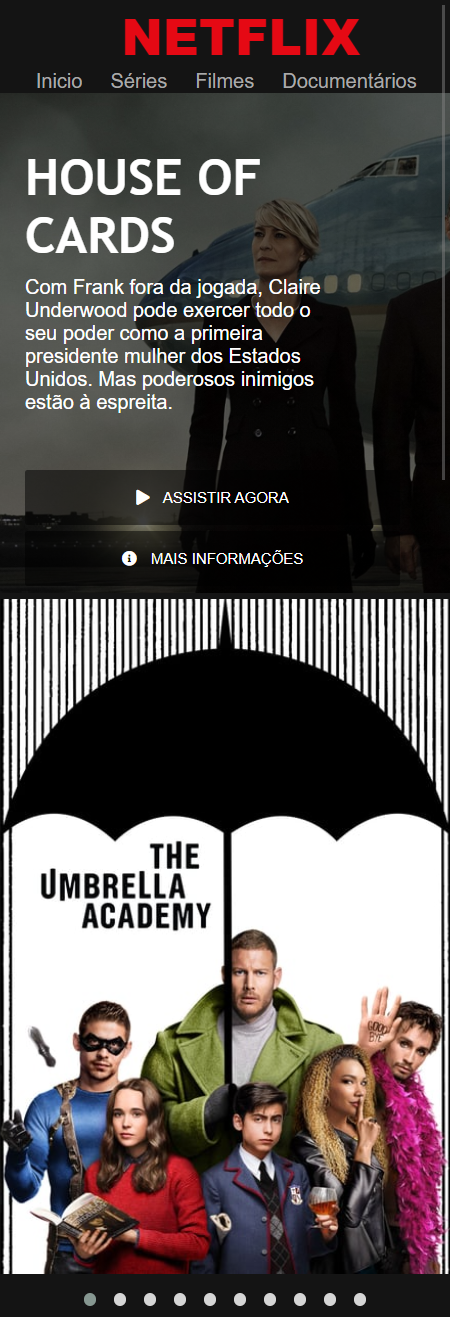 NETFLIX
Inicio Séries Filmes Documentários
HOUSE OF
CARDS
Com Frank fora da jogada, Claire
Underwood pode exercer todo o
seu poder como a primeira
presidente mulher dos Estados
Unidos. Mas poderosos inimigos
estão à espreita.
ASSISTIR AGORA
MAIS INFORMAÇÕES
THE
UMBRELLA
ACADEMY
GOOD
BYE